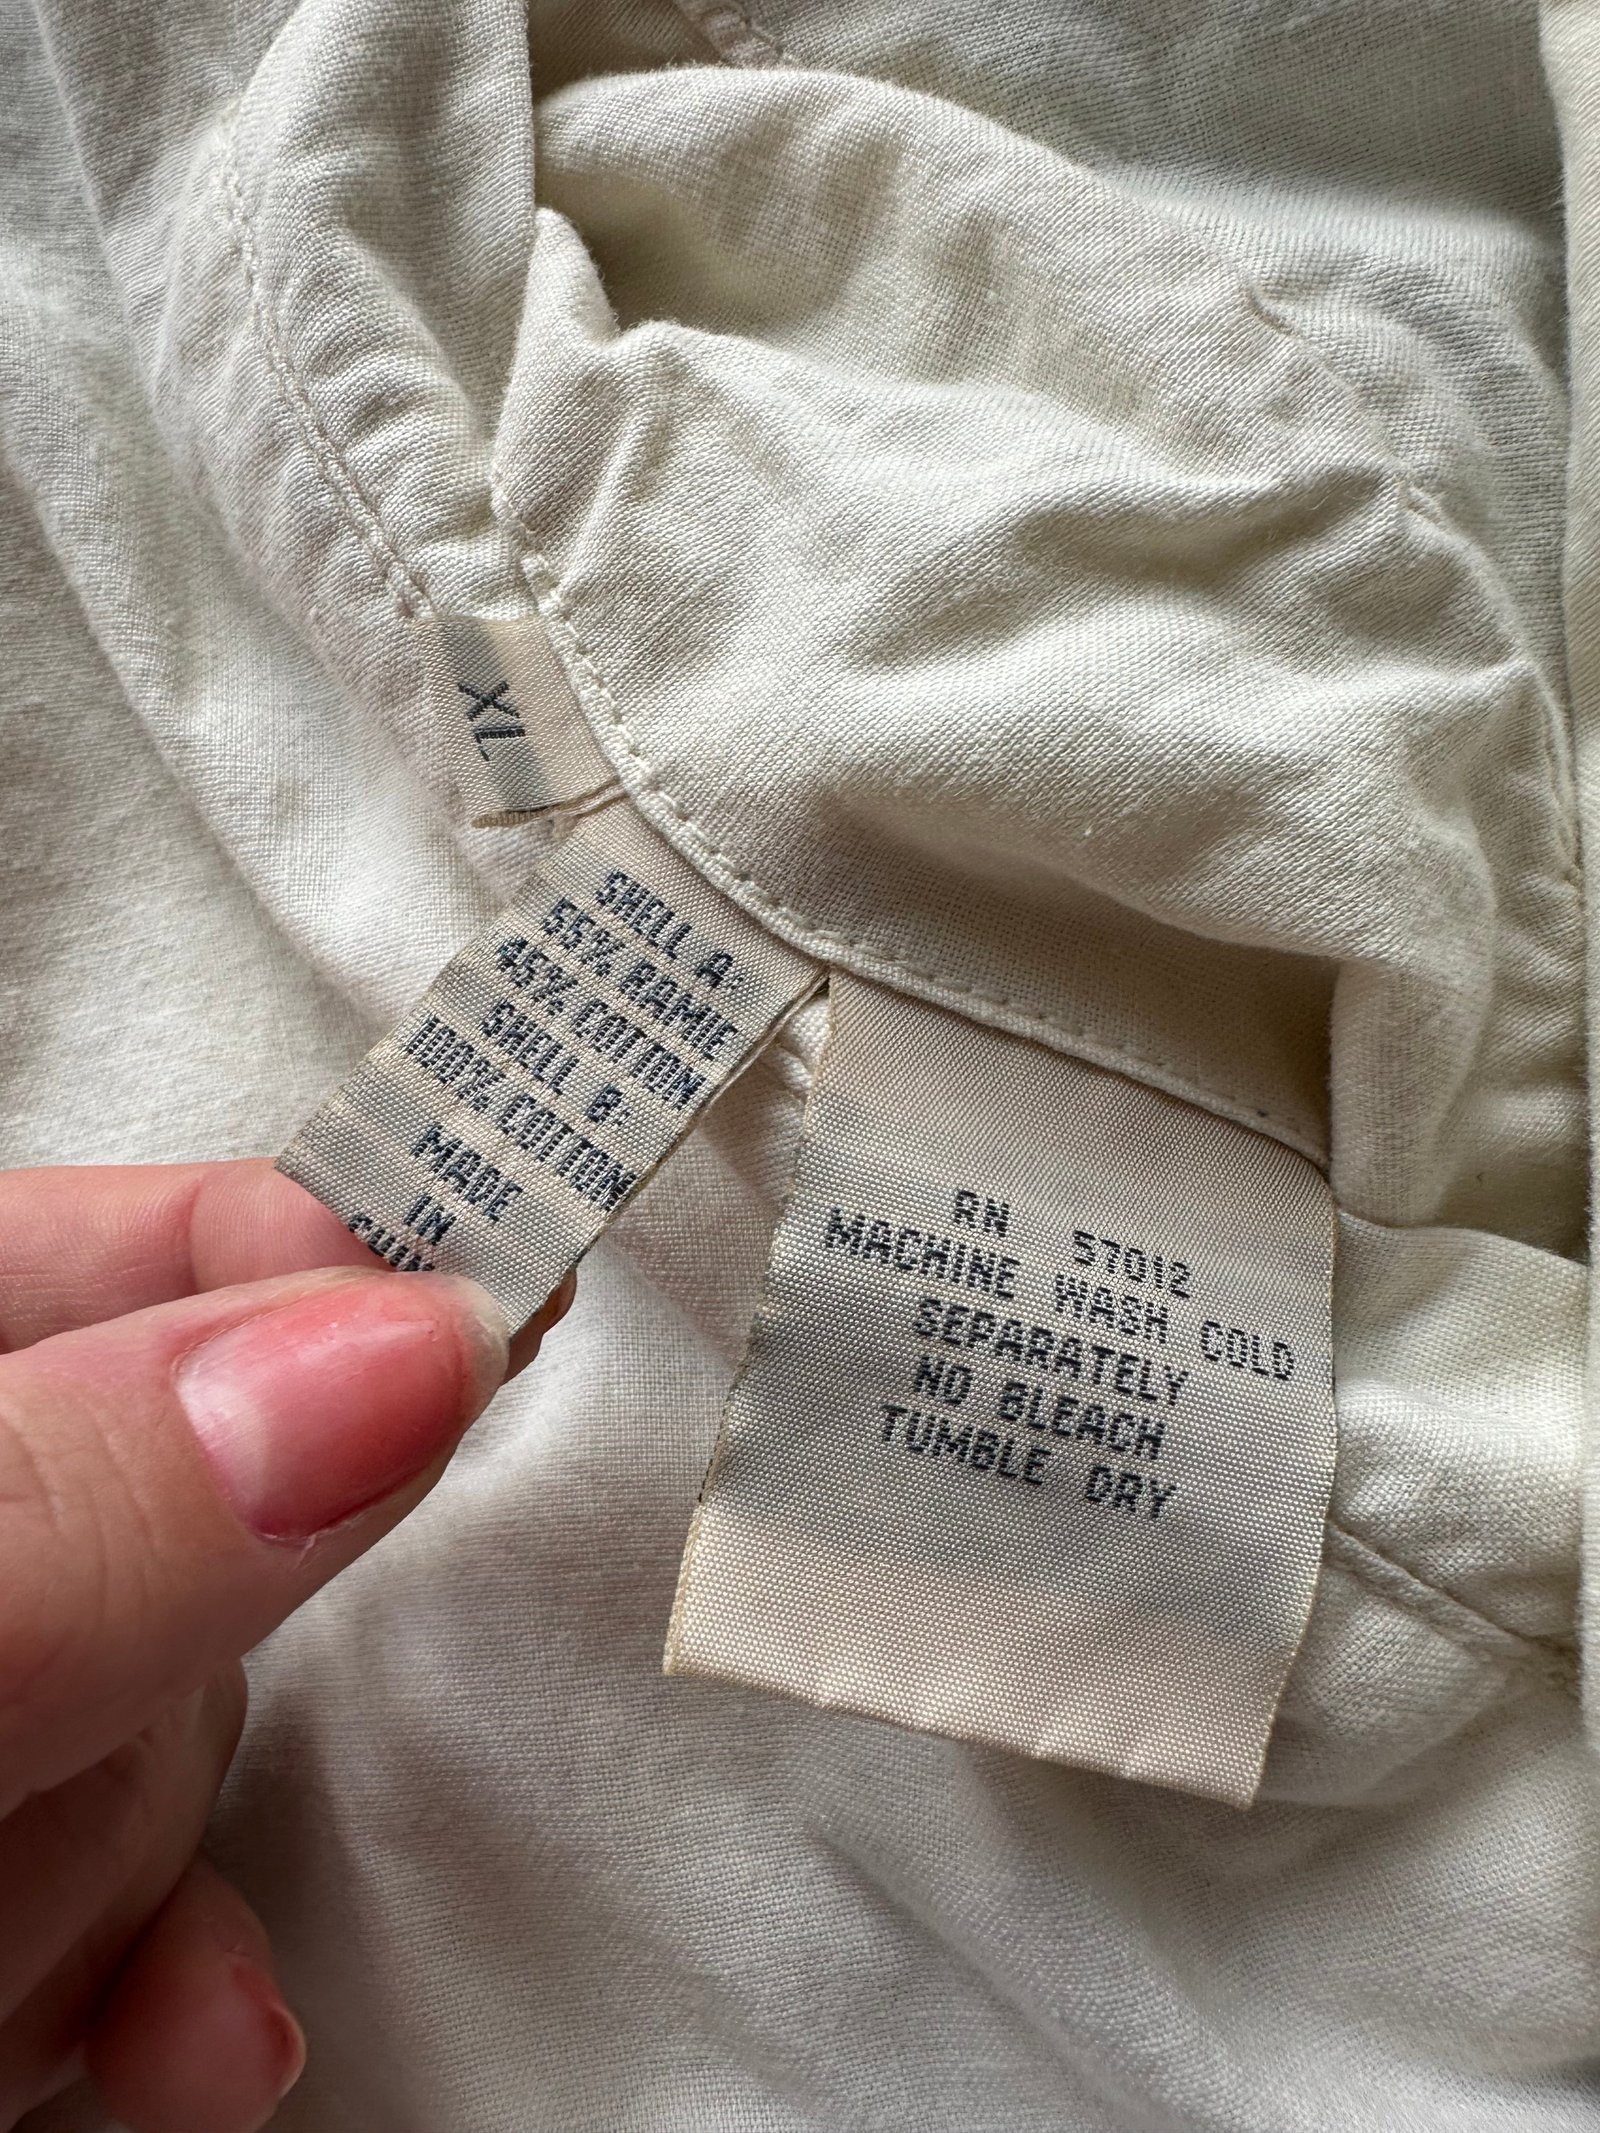 XL
SHELL A:
55% RAMIE
45% COTTON
SHELL B:
100% COTTON
MADE
IN
RN 57012
MACHINE WASH COLD
SEPARATELY
NO BLEACH
TUMBLE DRY